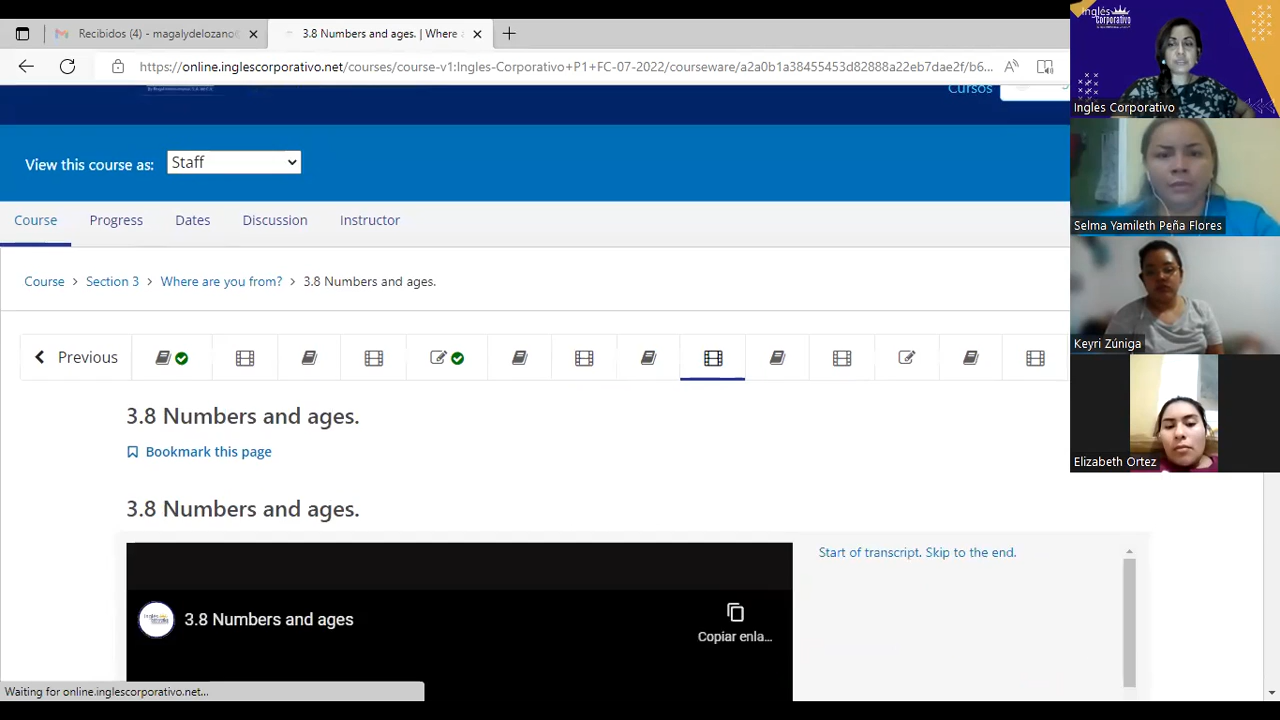 Recibidos (4) - magalydelozano@
3.8 Numbers and ages. | Where a
https://online.inglescorporativo.net/courses/course-v1:Ingles-Corporativo+P1+FC-07-2022/courseware/a2a0b1a38455453d82888a22eb7dae2f/b6...
Cursos
View this course as:
Staff
Course
Progress
Dates
Discussion
Instructor
Course > Section 3 > Where are you from? > 3.8 Numbers and ages.
Previous
3.8 Numbers and ages.
Bookmark this page
3.8 Numbers and ages.
Start of transcript. Skip to the end.
3.8 Numbers and ages
Copiar enla...
Waiting for online.inglescorporativo.net...
inglés
corporativo
Ingles Corporativo
Selma Yamileth Peña Flores
Keyri Zúniga
Elizabeth Ortez